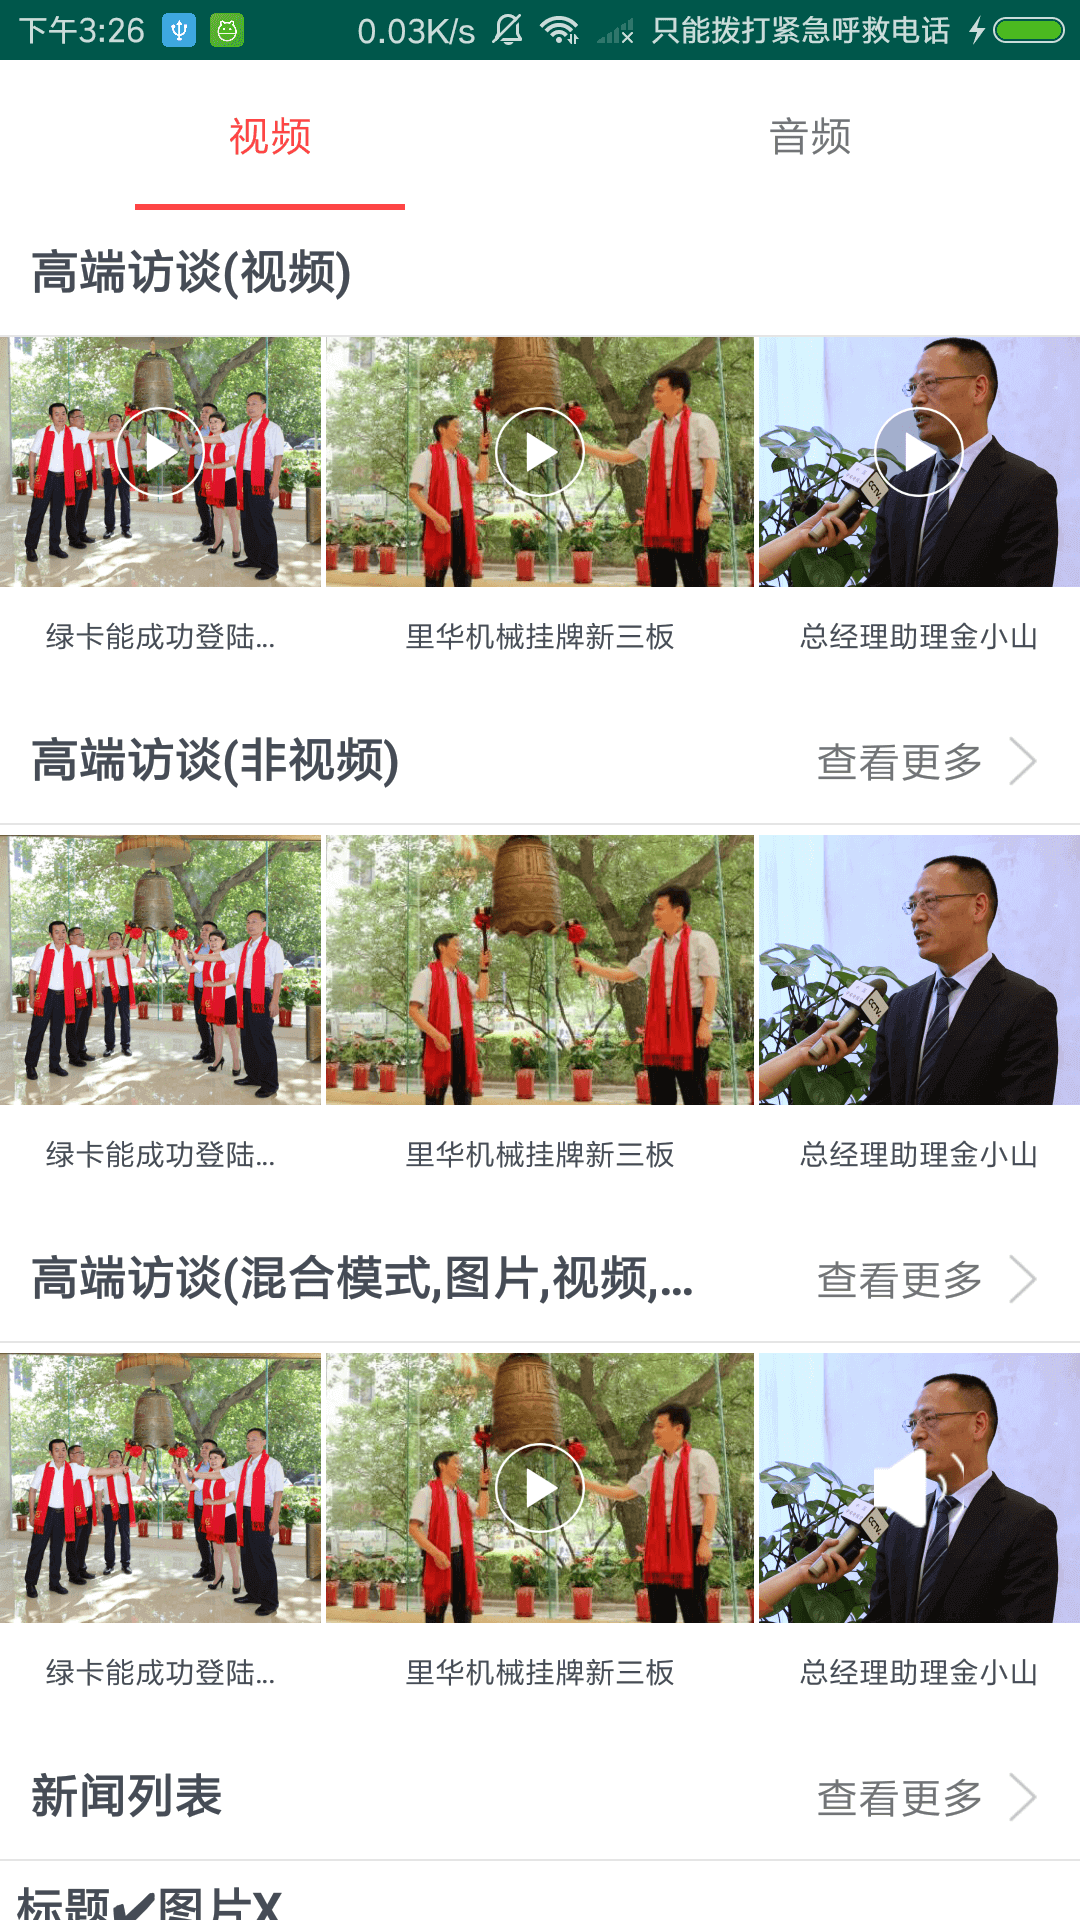 下午3:26 0.03K/s 只能拨打紧急呼救电话
视频 音频
高端访谈(视频)
绿卡能成功登陆... 里华机械挂牌新三板 总经理助理金小山
高端访谈(非视频) 查看更多
绿卡能成功登陆... 里华机械挂牌新三板 总经理助理金小山
高端访谈(混合模式,图片,视频,... 查看更多
绿卡能成功登陆... 里华机械挂牌新三板 总经理助理金小山
新闻列表 查看更多
标题✔图片X